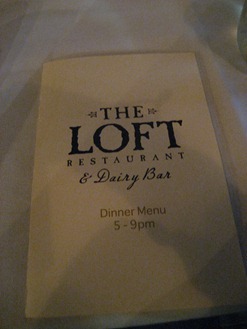 THE
LOFT
RESTAURANT
& Dairy Bar
Dinner Menu
5 - 9pm